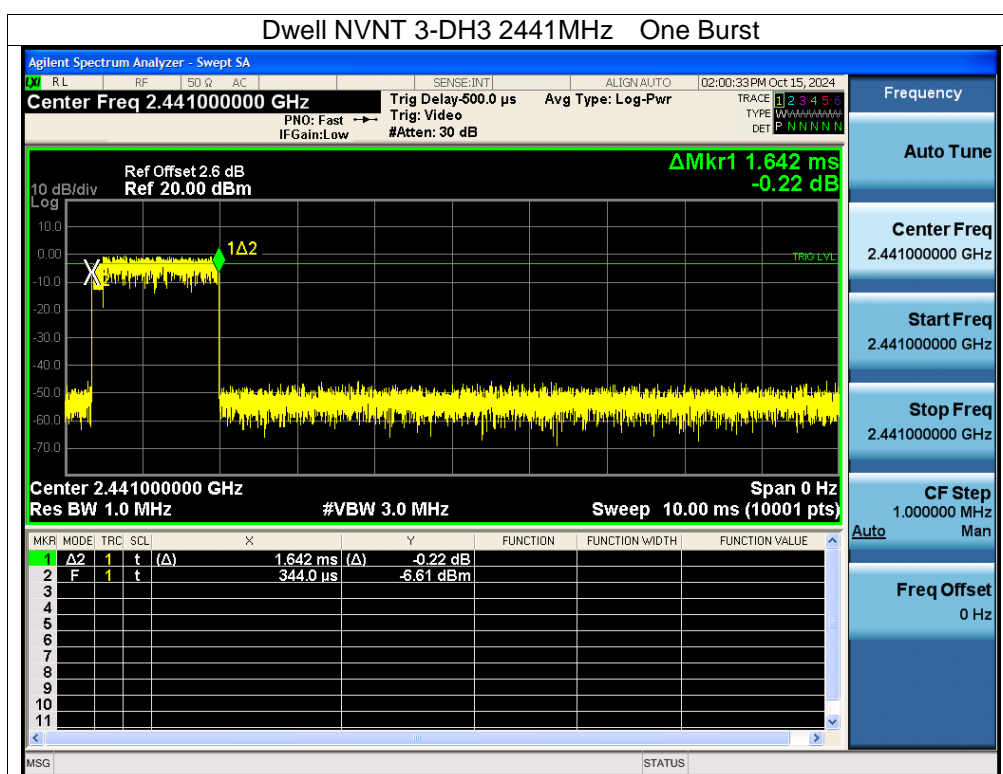 Dwell NVNT 3-DH3 2441MHz One Burst
Agilent Spectrum Analyzer - Swept SA
LXI RL RF 50 Ω AC SENSE:INT ALIGN AUTO 02:00:33 PM Oct 15, 2024
Center Freq 2.441000000 GHz Trig Delay-500.0 µs Avg Type: Log-Pwr TRACE 1 2 3 4 5 6
PNO: Fast Trig: Video TYPE WWWWWW
IFGain:Low #Atten: 30 dB DET P N N N N N
Frequency
Auto Tune
Center Freq
2.441000000 GHz
Start Freq
2.441000000 GHz
Stop Freq
2.441000000 GHz
CF Step
1.000000 MHz
Auto Man
Freq Offset
0 Hz
ΔMkr1 1.642 ms
-0.22 dB
Ref Offset 2.6 dB
10 dB/div Ref 20.00 dBm
Log
10.0
0.00
-10.0
-20.0
-30.0
-40.0
-50.0
-60.0
-70.0
1Δ2
TRIG LVL
Center 2.441000000 GHz Span 0 Hz
Res BW 1.0 MHz #VBW 3.0 MHz Sweep 10.00 ms (10001 pts)
MKR MODE TRC SCL X Y FUNCTION FUNCTION WIDTH FUNCTION VALUE
1 Δ2 1 t (Δ) 1.642 ms (Δ) -0.22 dB
2 F 1 t 344.0 µs -6.61 dBm
3
4
5
6
7
8
9
10
11
MSG STATUS